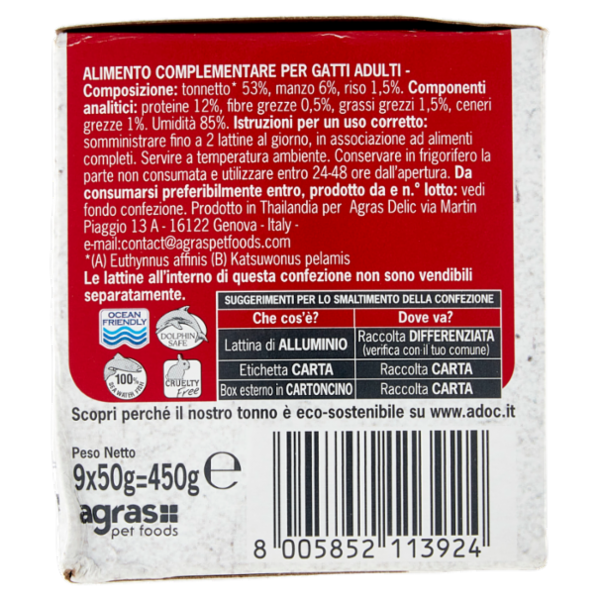 ALIMENTO COMPLEMENTARE PER GATTI ADULTI -
Composizione: tonnetto* 53%, manzo 6%, riso 1,5%. Componenti
analitici: proteine 12%, fibre grezze 0,5%, grassi grezzi 1,5%, ceneri
grezze 1%. Umidità 85%. Istruzioni per un uso corretto:
somministrare fino a 2 lattine al giorno, in associazione ad alimenti
completi. Servire a temperatura ambiente. Conservare in frigorifero la
parte non consumata e utilizzare entro 24-48 ore dall'apertura. Da
consumarsi preferibilmente entro, prodotto da e n.° lotto: vedi
fondo confezione. Prodotto in Thailandia per Agras Delic via Martin
Piaggio 13 A - 16122 Genova - Italy -
e-mail:contact@agraspetfoods.com
*(A) Euthynnus affinis (B) Katsuwonus pelamis
Le lattine all'interno di questa confezione non sono vendibili
separatamente.
SUGGERIMENTI PER LO SMALTIMENTO DELLA CONFEZIONE
Che cos'è? Dove va?
Lattina di ALLUMINIO Raccolta DIFFERENZIATA
(verifica con il tuo comune)
Etichetta CARTA Raccolta CARTA
Box esterno in CARTONCINO Raccolta CARTA
OCEAN
FRIENDLY
DOLPHIN
SAFE
100%
SEA WATER FISH
CRUELTY
Free
Scopri perché il nostro tonno è eco-sostenibile su www.adoc.it
Peso Netto
9x50g=450g e
agras
pet foods
8 005852 113924